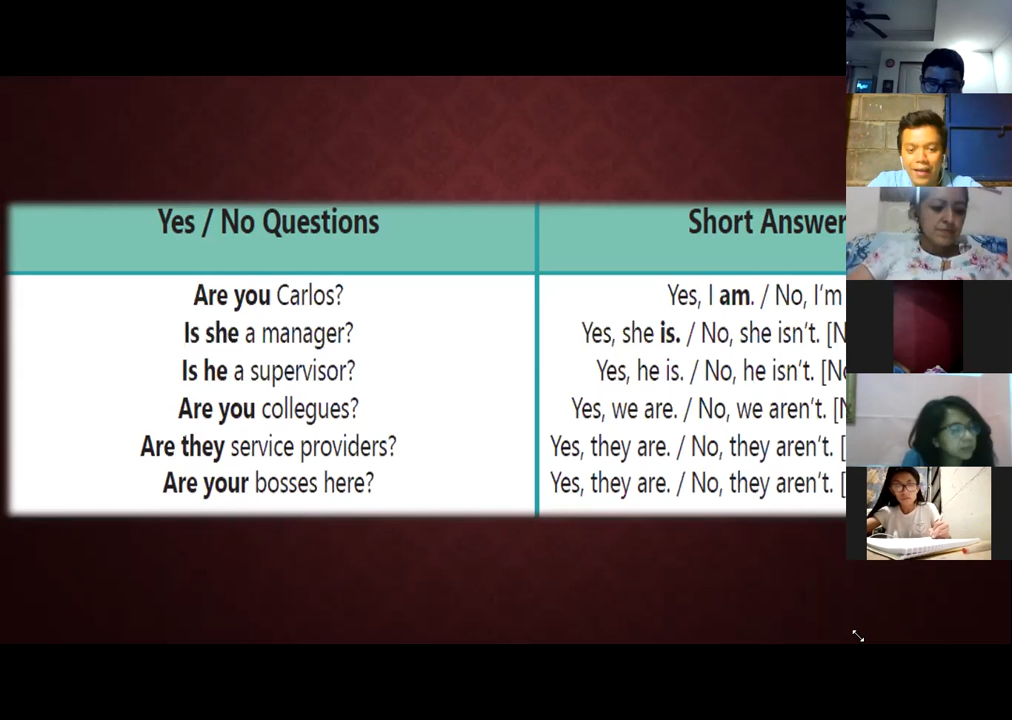 Yes / No Questions
Short Answer
Are you Carlos?
Yes, I am. / No, I'm
Is she a manager?
Yes, she is. / No, she isn't. [N
Is he a supervisor?
Yes, he is. / No, he isn't. [No
Are you collegues?
Yes, we are. / No, we aren't. [N
Are they service providers?
Yes, they are. / No, they aren't. [
Are your bosses here?
Yes, they are. / No, they aren't. [